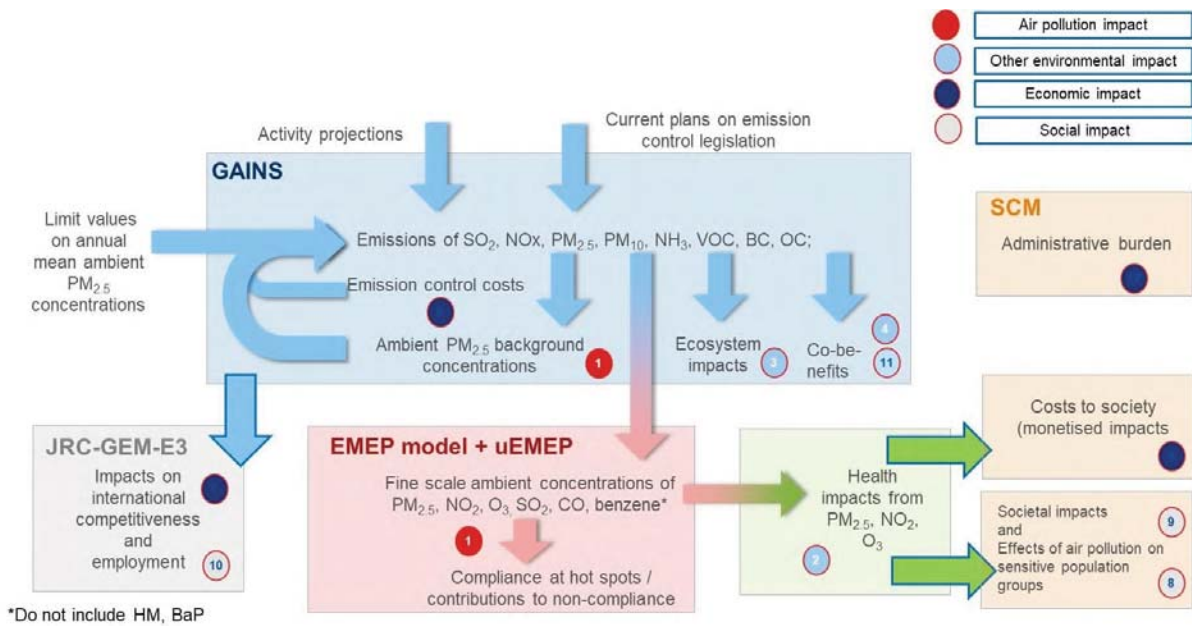 Air pollution impact
Other environmental impact
Economic impact
Social impact
Activity projections
Current plans on emission
control legislation
GAINS
Limit values
on annual
mean ambient
PM2.5
concentrations
Emissions of SO2, NOx, PM2.5, PM10, NH3, VOC, BC, OC;
Emission control costs
Ambient PM2.5 background
concentrations
1
Ecosystem
impacts
3
Co-be-
nefits
4
11
SCM
Administrative burden
JRC-GEM-E3
Impacts on
international
competitiveness
and
employment
10
EMEP model + uEMEP
Fine scale ambient concentrations of
PM2.5, NO2, O3, SO2, CO, benzene*
1
Compliance at hot spots /
contributions to non-compliance
Health
impacts from
PM2.5, NO2,
O3
2
Costs to society
(monetised impacts
Societal impacts
and
Effects of air pollution on
sensitive population
groups
9
8
*Do not include HM, BaP